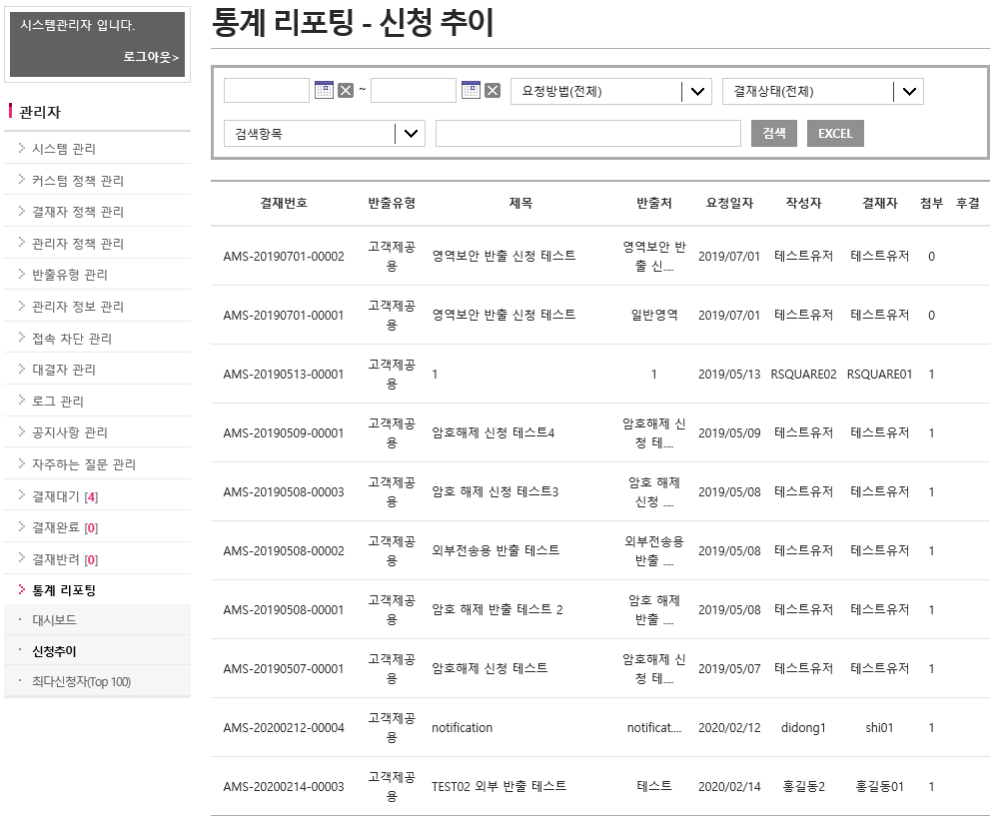 시스템관리자 입니다.
로그아웃>
관리자
시스템 관리
커스텀 정책 관리
결재자 정책 관리
관리자 정책 관리
반출유형 관리
관리자 정보 관리
접속 차단 관리
대결자 관리
로그 관리
공지사항 관리
자주하는 질문 관리
결재대기 [4]
결재완료 [0]
결재반려 [0]
통계 리포팅
대시보드
신청추이
최다신청자(Top 100)
통계 리포팅 - 신청 추이
~ 요청방법(전체) 결재상태(전체)
검색항목 검색 EXCEL
결재번호 반출유형 제목 반출처 요청일자 작성자 결재자 첨부 후결
AMS-20190701-00002 고객제공 영역보안 반출 신청 테스트 영역보안 반 2019/07/01 테스트유저 테스트유저 0
용 출 신....
AMS-20190701-00001 고객제공 영역보안 반출 신청 테스트 일반영역 2019/07/01 테스트유저 테스트유저 0
용
AMS-20190513-00001 고객제공 1 1 2019/05/13 RSQUARE02 RSQUARE01 1
용
AMS-20190509-00001 고객제공 암호해제 신청 테스트4 암호해제 신 2019/05/09 테스트유저 테스트유저 1
용 청 테....
AMS-20190508-00003 고객제공 암호 해제 신청 테스트3 암호 해제 2019/05/08 테스트유저 테스트유저 1
용 신청 ....
AMS-20190508-00002 고객제공 외부전송용 반출 테스트 외부전송용 2019/05/08 테스트유저 테스트유저 1
용 반출 ....
AMS-20190508-00001 고객제공 암호 해제 반출 테스트 2 암호 해제 2019/05/08 테스트유저 테스트유저 1
용 반출 ....
AMS-20190507-00001 고객제공 암호해제 신청 테스트 암호해제 신 2019/05/07 테스트유저 테스트유저 1
용 청 테....
AMS-20200212-00004 고객제공 notification notificat.... 2020/02/12 didong1 shi01 1
용
AMS-20200214-00003 고객제공 TEST02 외부 반출 테스트 테스트 2020/02/14 홍길동2 홍길동01 1
용